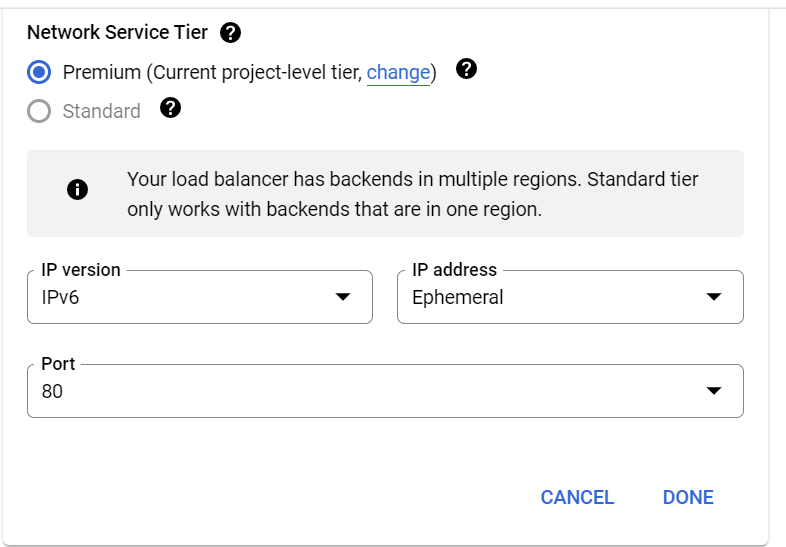 Network Service Tier ?
Premium (Current project-level tier, change) ?
Standard ?
Your load balancer has backends in multiple regions. Standard tier
only works with backends that are in one region.
IP version
IPv6
IP address
Ephemeral
Port
80
CANCEL DONE